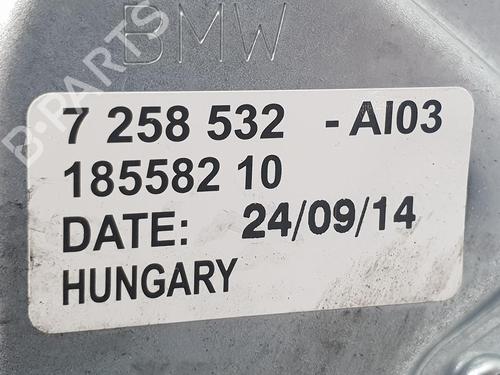 BMW
B-PARTS
7 258 532 - AI03
185582 10
DATE: 24/09/14
HUNGARY